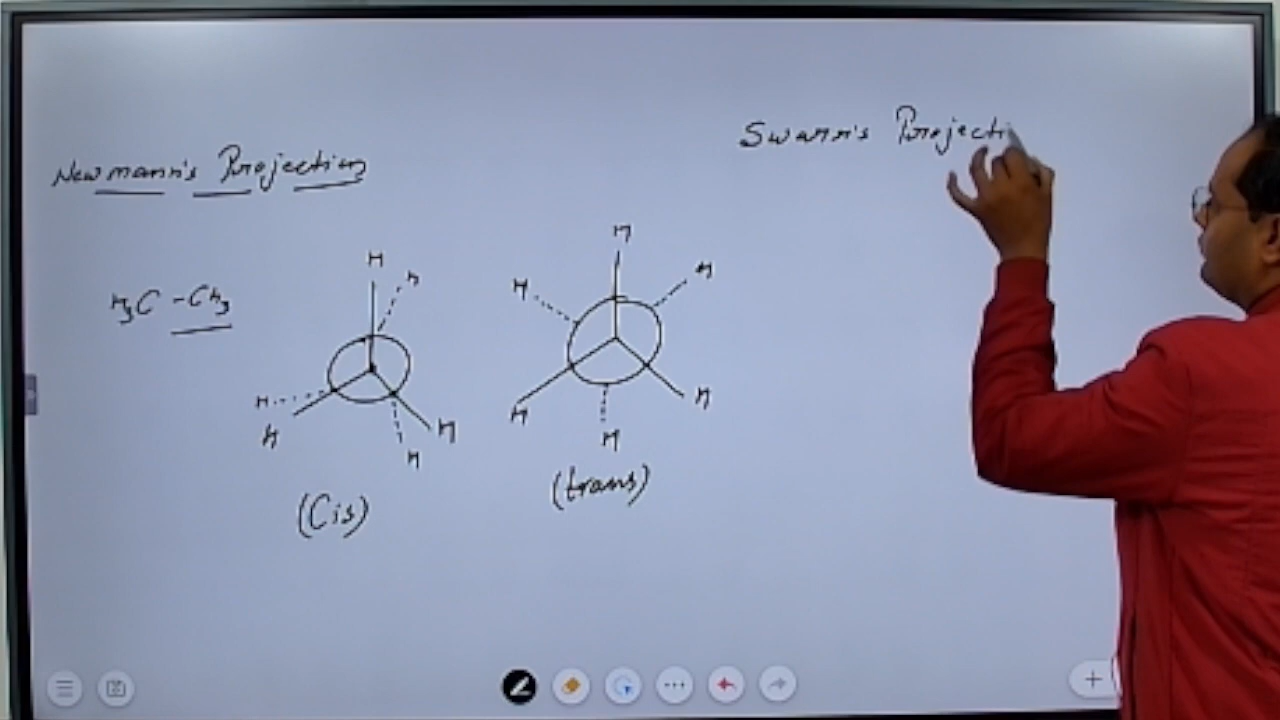 Newmann's Projection
Swann's Projecti
H₃C - CH₃
H H
H H
H H
(Cis)
H
H H
H H
H
(trans)